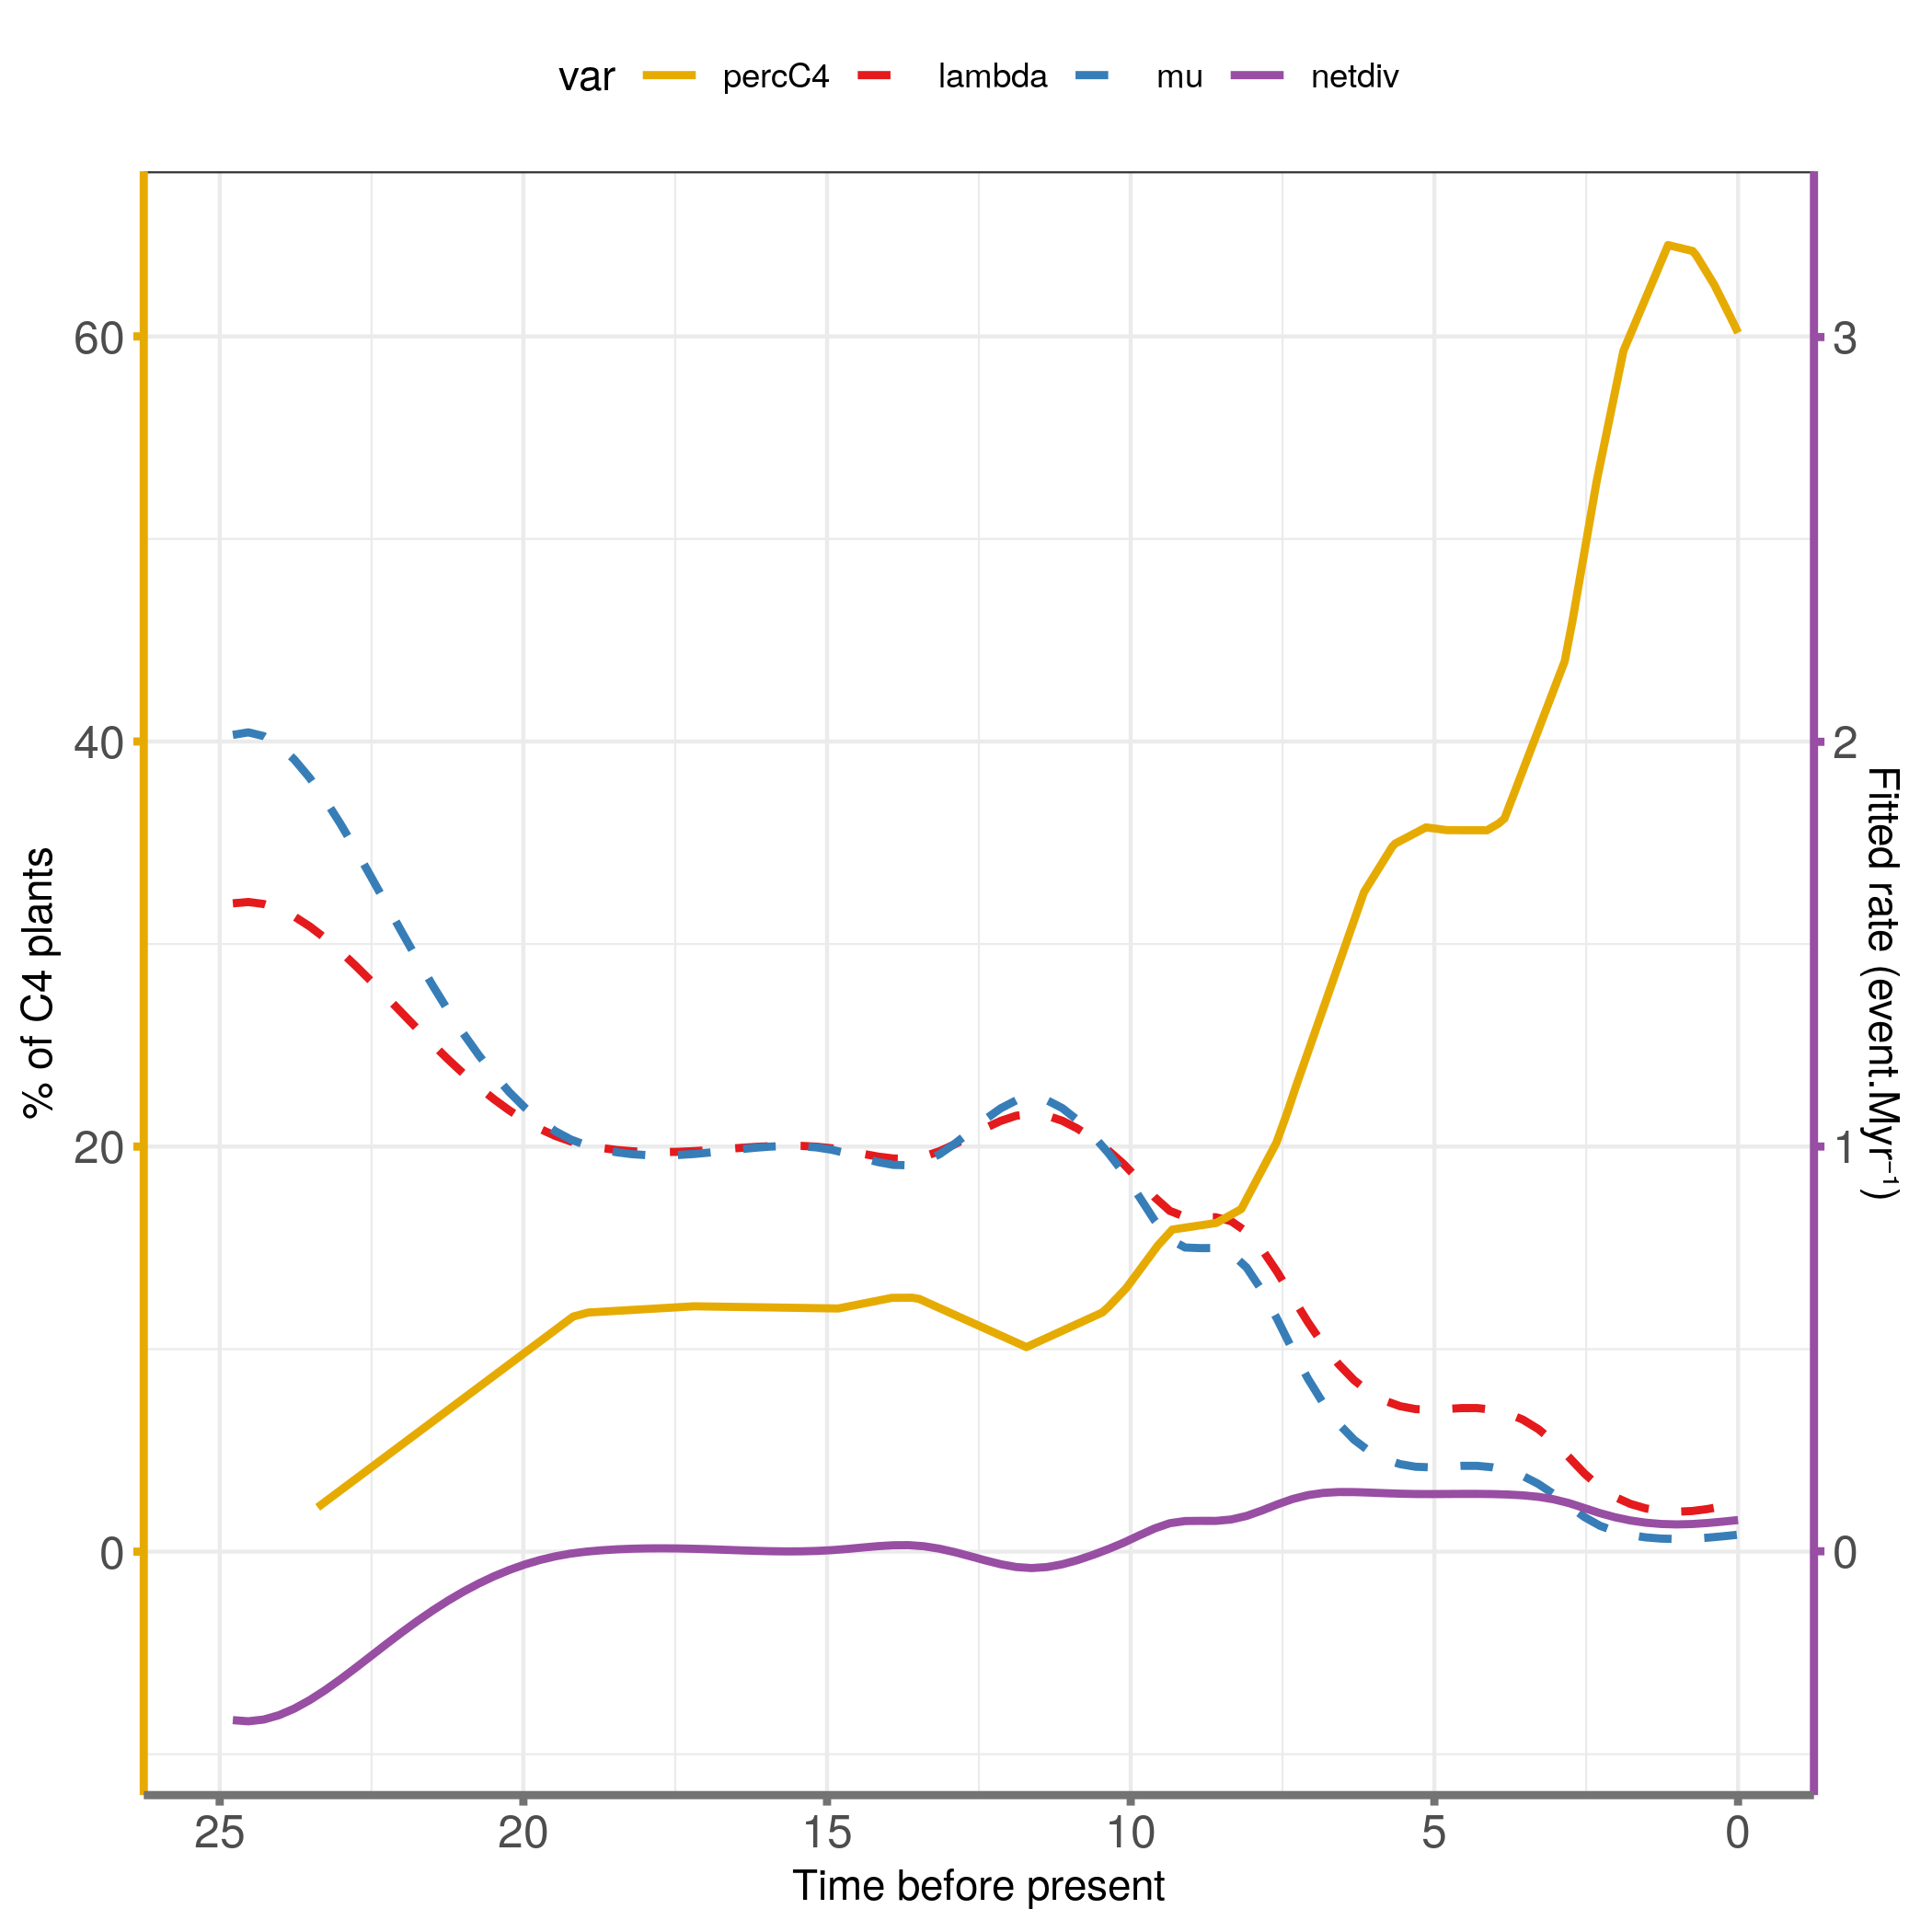 var percC4 lambda mu netdiv
60
40
20
0
3
2
1
0
% of C4 plants
Fitted rate (event.Myr⁻¹)
25 20 15 10 5 0
Time before present